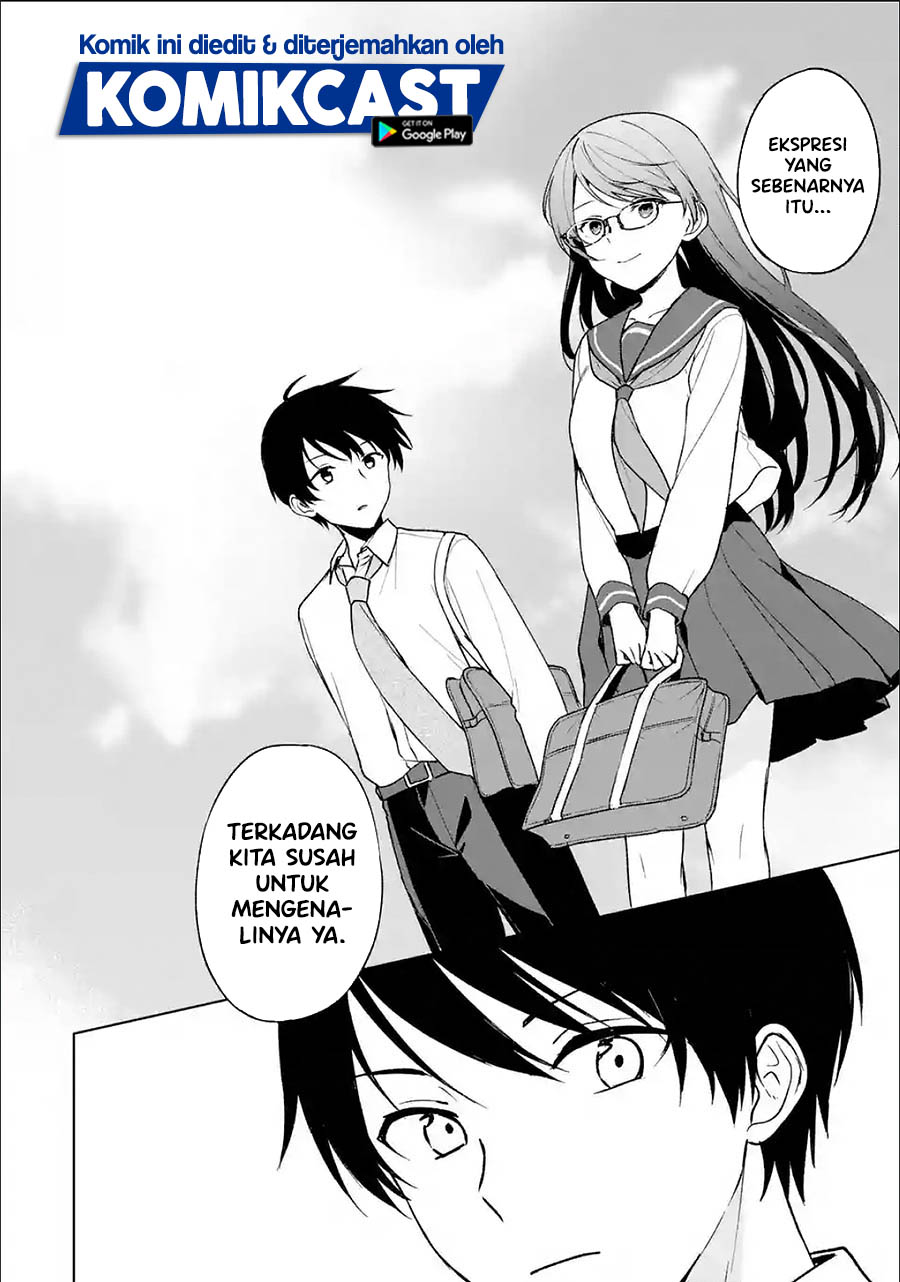 Komik ini diedit & diterjemahkan oleh
KOMIKCAST
GET IT ON
Google Play
EKSPRESI
YANG
SEBENARNYA
ITU...
TERKADANG
KITA SUSAH
UNTUK
MENGENA-
LINYA YA.